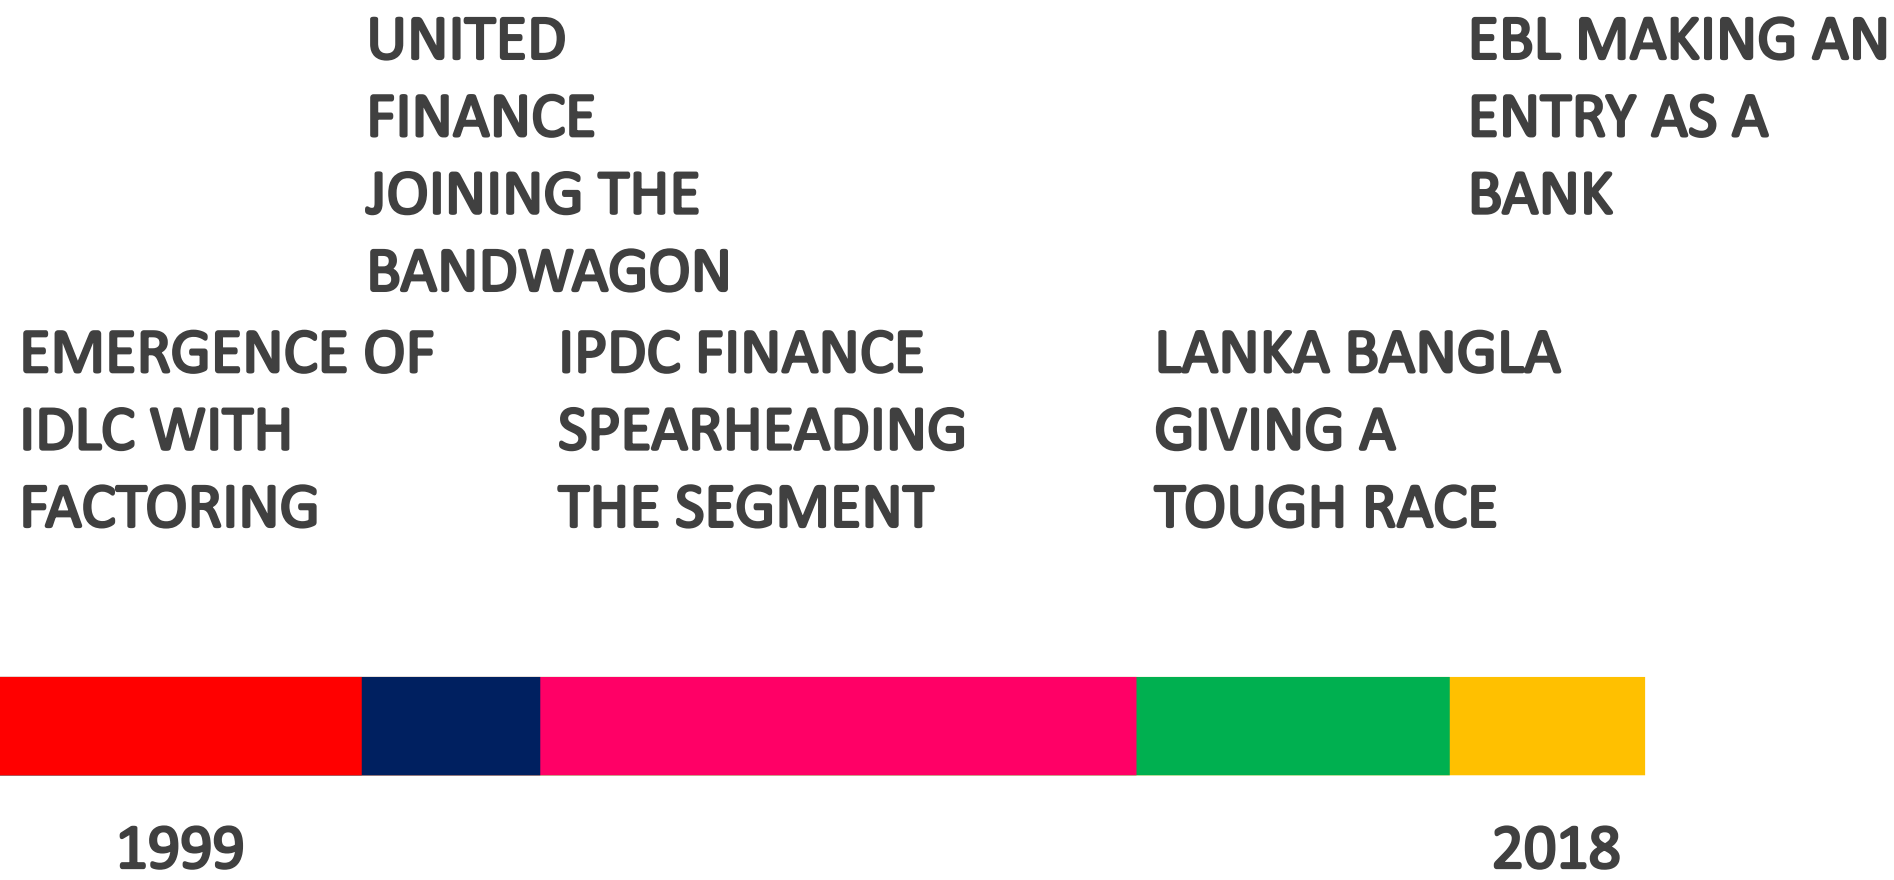 UNITED
FINANCE
JOINING THE
BANDWAGON
EBL MAKING AN
ENTRY AS A
BANK
EMERGENCE OF
IDLC WITH
FACTORING
IPDC FINANCE
SPEARHEADING
THE SEGMENT
LANKA BANGLA
GIVING A
TOUGH RACE
1999
2018